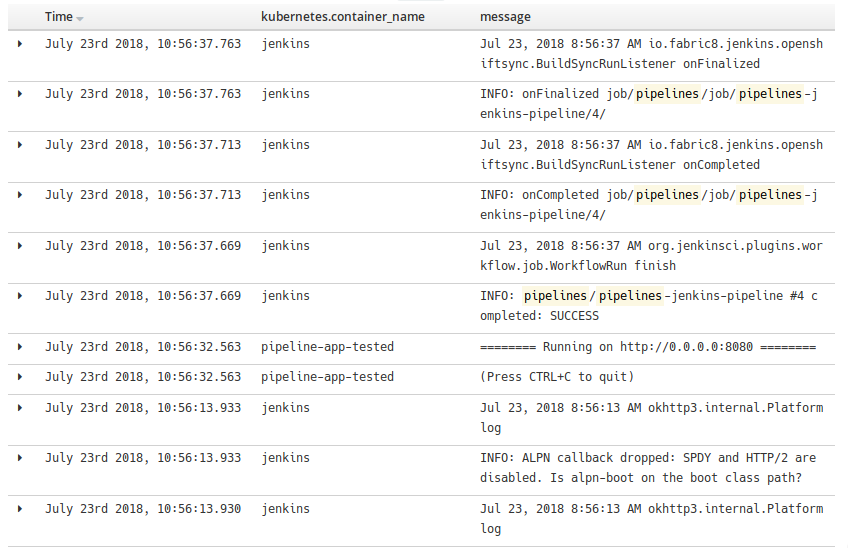 Time kubernetes.container_name message
July 23rd 2018, 10:56:37.763 jenkins Jul 23, 2018 8:56:37 AM io.fabric8.jenkins.opensh
iftsync.BuildSyncRunListener onFinalized
July 23rd 2018, 10:56:37.763 jenkins INFO: onFinalized job/pipelines/job/pipelines-j
enkins-pipeline/4/
July 23rd 2018, 10:56:37.713 jenkins Jul 23, 2018 8:56:37 AM io.fabric8.jenkins.opensh
iftsync.BuildSyncRunListener onCompleted
July 23rd 2018, 10:56:37.713 jenkins INFO: onCompleted job/pipelines/job/pipelines-j
enkins-pipeline/4/
July 23rd 2018, 10:56:37.669 jenkins Jul 23, 2018 8:56:37 AM org.jenkinsci.plugins.wor
kflow.job.WorkflowRun finish
July 23rd 2018, 10:56:37.669 jenkins INFO: pipelines/pipelines-jenkins-pipeline #4 c
ompleted: SUCCESS
July 23rd 2018, 10:56:32.563 pipeline-app-tested ======== Running on http://0.0.0.0:8080 ========
July 23rd 2018, 10:56:32.563 pipeline-app-tested (Press CTRL+C to quit)
July 23rd 2018, 10:56:13.933 jenkins Jul 23, 2018 8:56:13 AM okhttp3.internal.Platform
log
July 23rd 2018, 10:56:13.933 jenkins INFO: ALPN callback dropped: SPDY and HTTP/2 are
disabled. Is alpn-boot on the boot class path?
July 23rd 2018, 10:56:13.930 jenkins Jul 23, 2018 8:56:13 AM okhttp3.internal.Platform
log